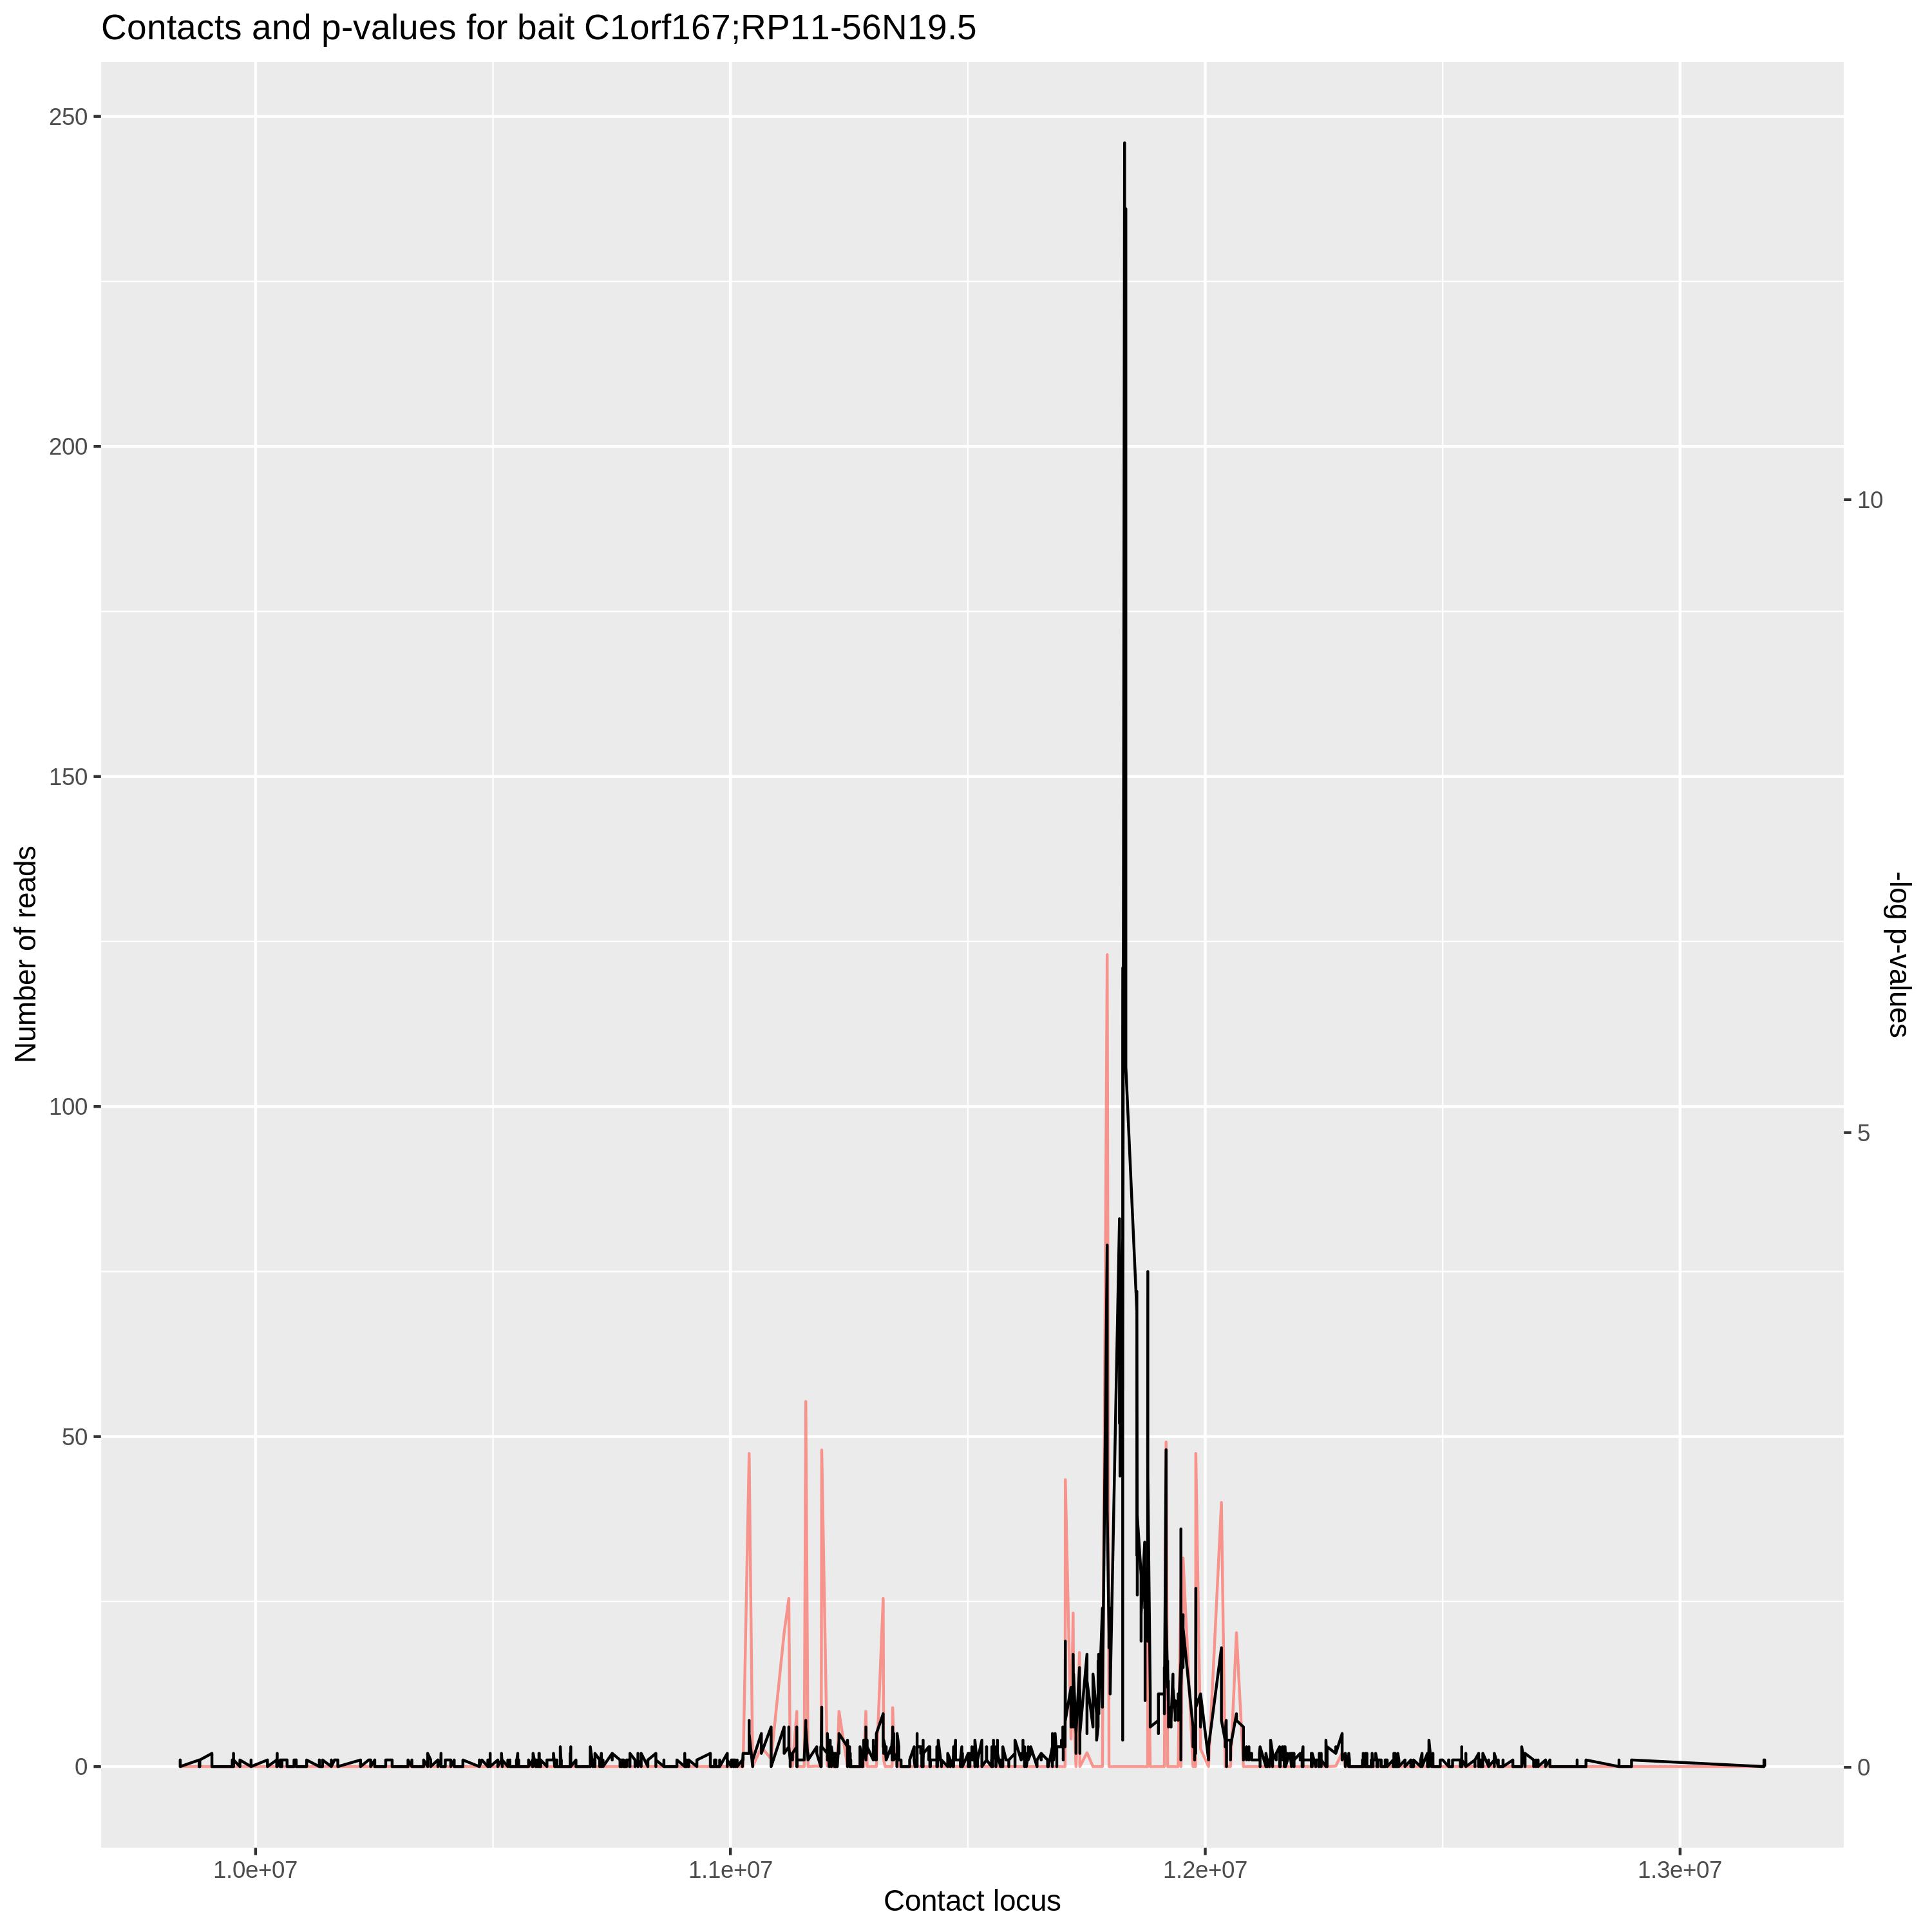 Contacts and p-values for bait C1orf167;RP11-56N19.5
250
200
150
100
50
0
Number of reads
10
5
0
-log p-values
1.0e+07
1.1e+07
1.2e+07
1.3e+07
Contact locus